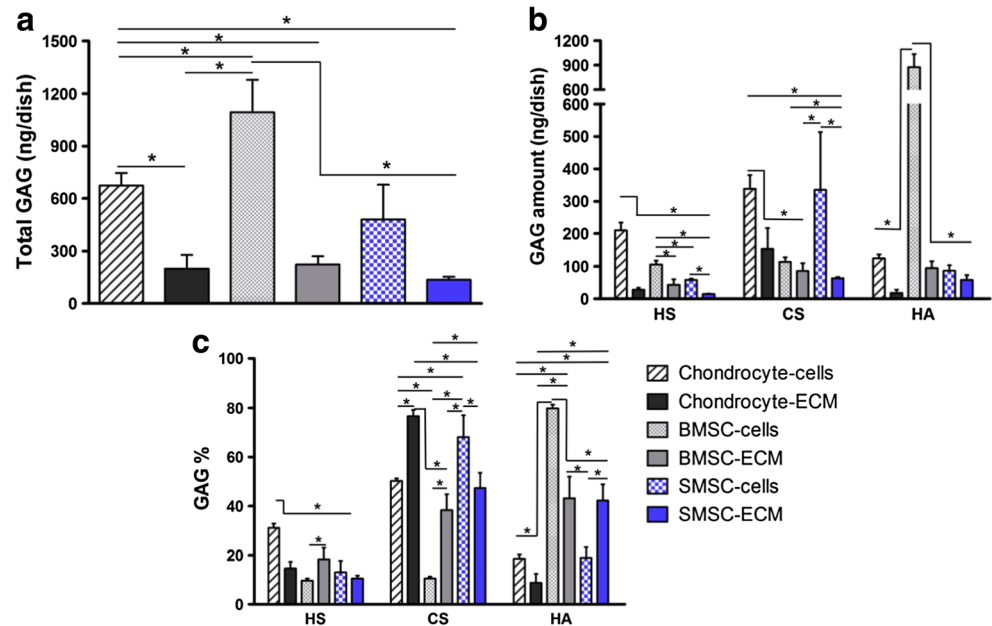 a
Total GAG (ng/dish)
1500
1200
900
600
300
0
* * * * * *
b
GAG amount (ng/dish)
1200
900
600
600
500
400
300
200
100
0
* * * * * * * * * * *
HS CS HA
c
GAG %
100
80
60
40
20
0
* * * * * * * * * * * * * * * * * * * *
HS CS HA
Chondrocyte-cells
Chondrocyte-ECM
BMSC-cells
BMSC-ECM
SMSC-cells
SMSC-ECM